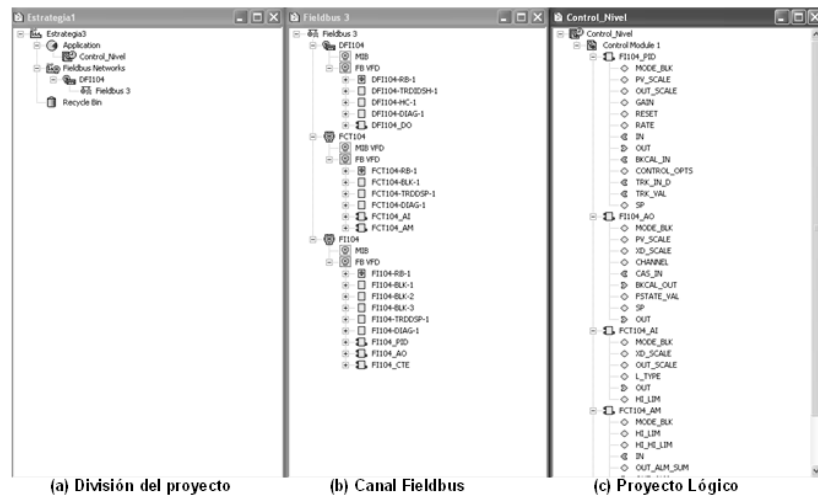 Estrategia1
Estrategia3
Application
Control_Nivel
Fieldbus Networks
DFI104
Fieldbus 3
Recycle Bin
(a) División del proyecto
Fieldbus 3
Fieldbus 3
DFI104
MIB
FB VFD
DFI104-RB-1
DFI104-TRDIDSH-1
DFI104-HC-1
DFI104-DIAG-1
DFI104_DO
FCT104
MIB VFD
FB VFD
FCT104-RB-1
FCT104-BLK-1
FCT104-TRDDSP-1
FCT104-DIAG-1
FCT104_AI
FCT104_AM
FI104
MIB
FB VFD
FI104-RB-1
FI104-BLK-1
FI104-BLK-2
FI104-BLK-3
FI104-TRDDSP-1
FI104-DIAG-1
FI104_PID
FI104_AO
FI104_CTE
(b) Canal Fieldbus
Control_Nivel
Control_Nivel
Control Module 1
FI104_PID
MODE_BLK
PV_SCALE
OUT_SCALE
GAIN
RESET
RATE
IN
OUT
BKCAL_IN
CONTROL_OPTS
TRK_IN_D
TRK_VAL
SP
FI104_AO
MODE_BLK
PV_SCALE
XD_SCALE
CHANNEL
CAS_IN
BKCAL_OUT
FSTATE_VAL
SP
OUT
FCT104_AI
MODE_BLK
XD_SCALE
OUT_SCALE
L_TYPE
OUT
HI_LIM
FCT104_AM
MODE_BLK
HI_LIM
HI_HI_LIM
IN
OUT_ALM_SUM
(c) Proyecto Lógico